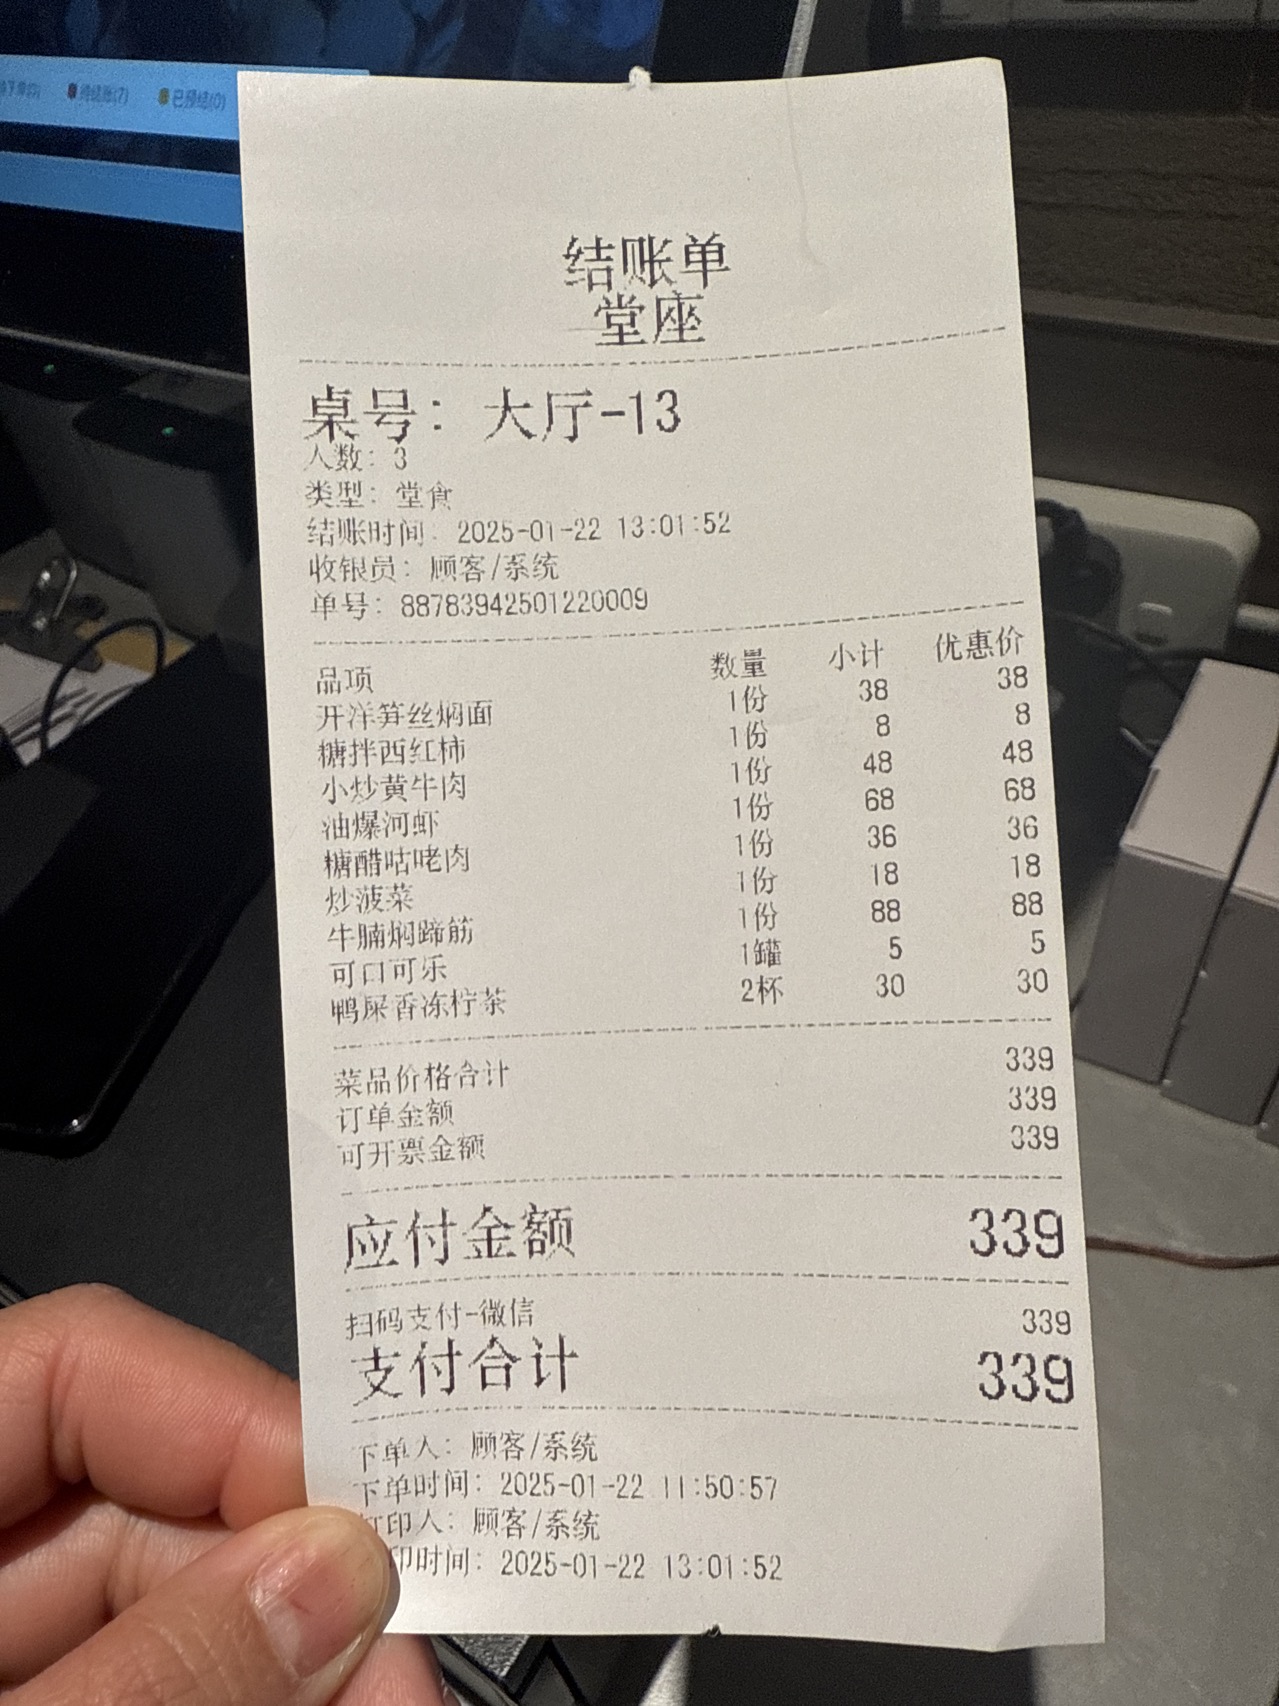 待结账(7) 已预结(0)
结账单
堂座
桌号: 大厅-13
人数: 3
类型: 堂食
结账时间: 2025-01-22 13:01:52
收银员: 顾客/系统
单号: 88783942501220009
品项 数量 小计 优惠价
开洋笋丝焖面 1份 38 38
糖拌西红柿 1份 8 8
小炒黄牛肉 1份 48 48
油爆河虾 1份 68 68
糖醋咕咾肉 1份 36 36
炒菠菜 1份 18 18
牛腩焖蹄筋 1份 88 88
可口可乐 1罐 5 5
鸭屎香冻柠茶 2杯 30 30
菜品价格合计 339
订单金额 339
可开票金额 339
应付金额 339
扫码支付-微信 339
支付合计 339
下单人: 顾客/系统
下单时间: 2025-01-22 11:50:57
打印人: 顾客/系统
印时间: 2025-01-22 13:01:52